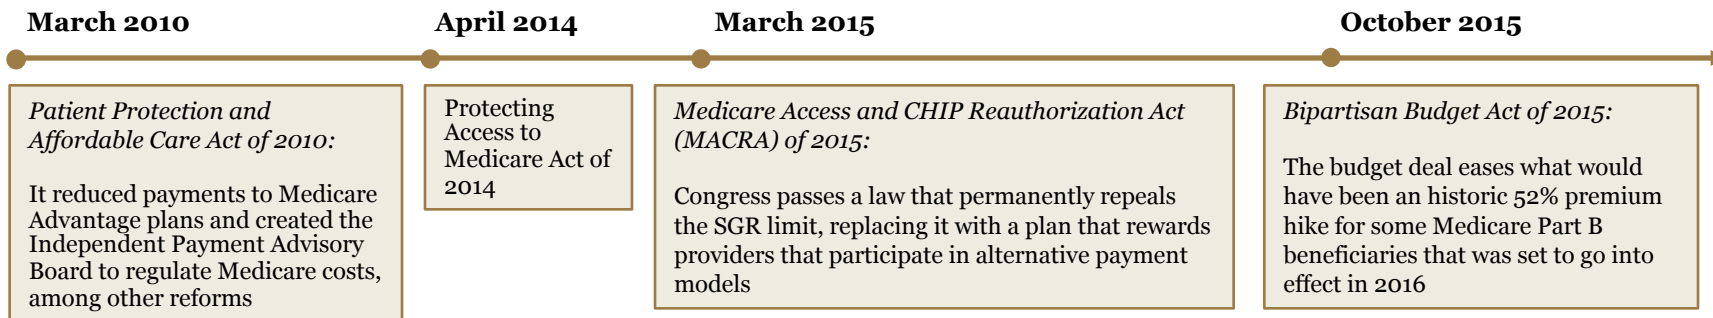 March 2010
April 2014
March 2015
October 2015
Patient Protection and
Affordable Care Act of 2010:
It reduced payments to Medicare
Advantage plans and created the
Independent Payment Advisory
Board to regulate Medicare costs,
among other reforms
Protecting
Access to
Medicare Act of
2014
Medicare Access and CHIP Reauthorization Act
(MACRA) of 2015:
Congress passes a law that permanently repeals
the SGR limit, replacing it with a plan that rewards
providers that participate in alternative payment
models
Bipartisan Budget Act of 2015:
The budget deal eases what would
have been an historic 52% premium
hike for some Medicare Part B
beneficiaries that was set to go into
effect in 2016